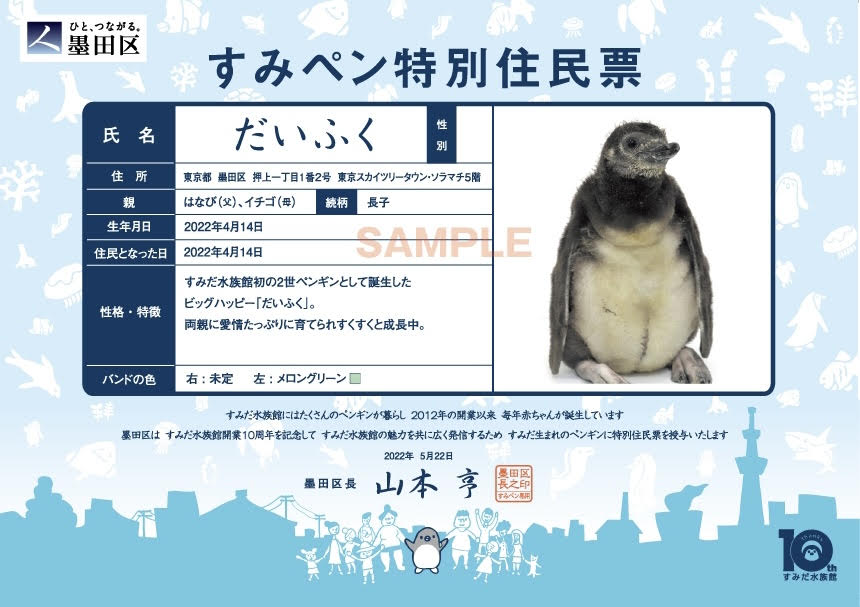 ひと、つながる。
墨田区
すみペン特別住民票
氏 名 だいふく 性別
住 所 東京都 墨田区 押上一丁目1番2号 東京スカイツリータウン・ソラマチ5階
親 はなび(父)、イチゴ(母) 続柄 長子
生年月日 2022年4月14日
住民となった日 2022年4月14日
SAMPLE
性格・特徴
すみだ水族館初の2世ペンギンとして誕生した
ビッグハッピー「だいふく」。
両親に愛情たっぷりに育てられすくすくと成長中。
バンドの色 右:未定 左:メロングリーン
すみだ水族館にはたくさんのペンギンが暮らし 2012年の開業以来 毎年赤ちゃんが誕生しています
墨田区は すみだ水族館開業10周年を記念して すみだ水族館の魅力を共に広く発信するため すみだ生まれのペンギンに特別住民票を授与いたします
2022年 5月22日
墨田区長 山本 亨
墨田区
長之印
すみペン専用
THANKS
10th
すみだ水族館